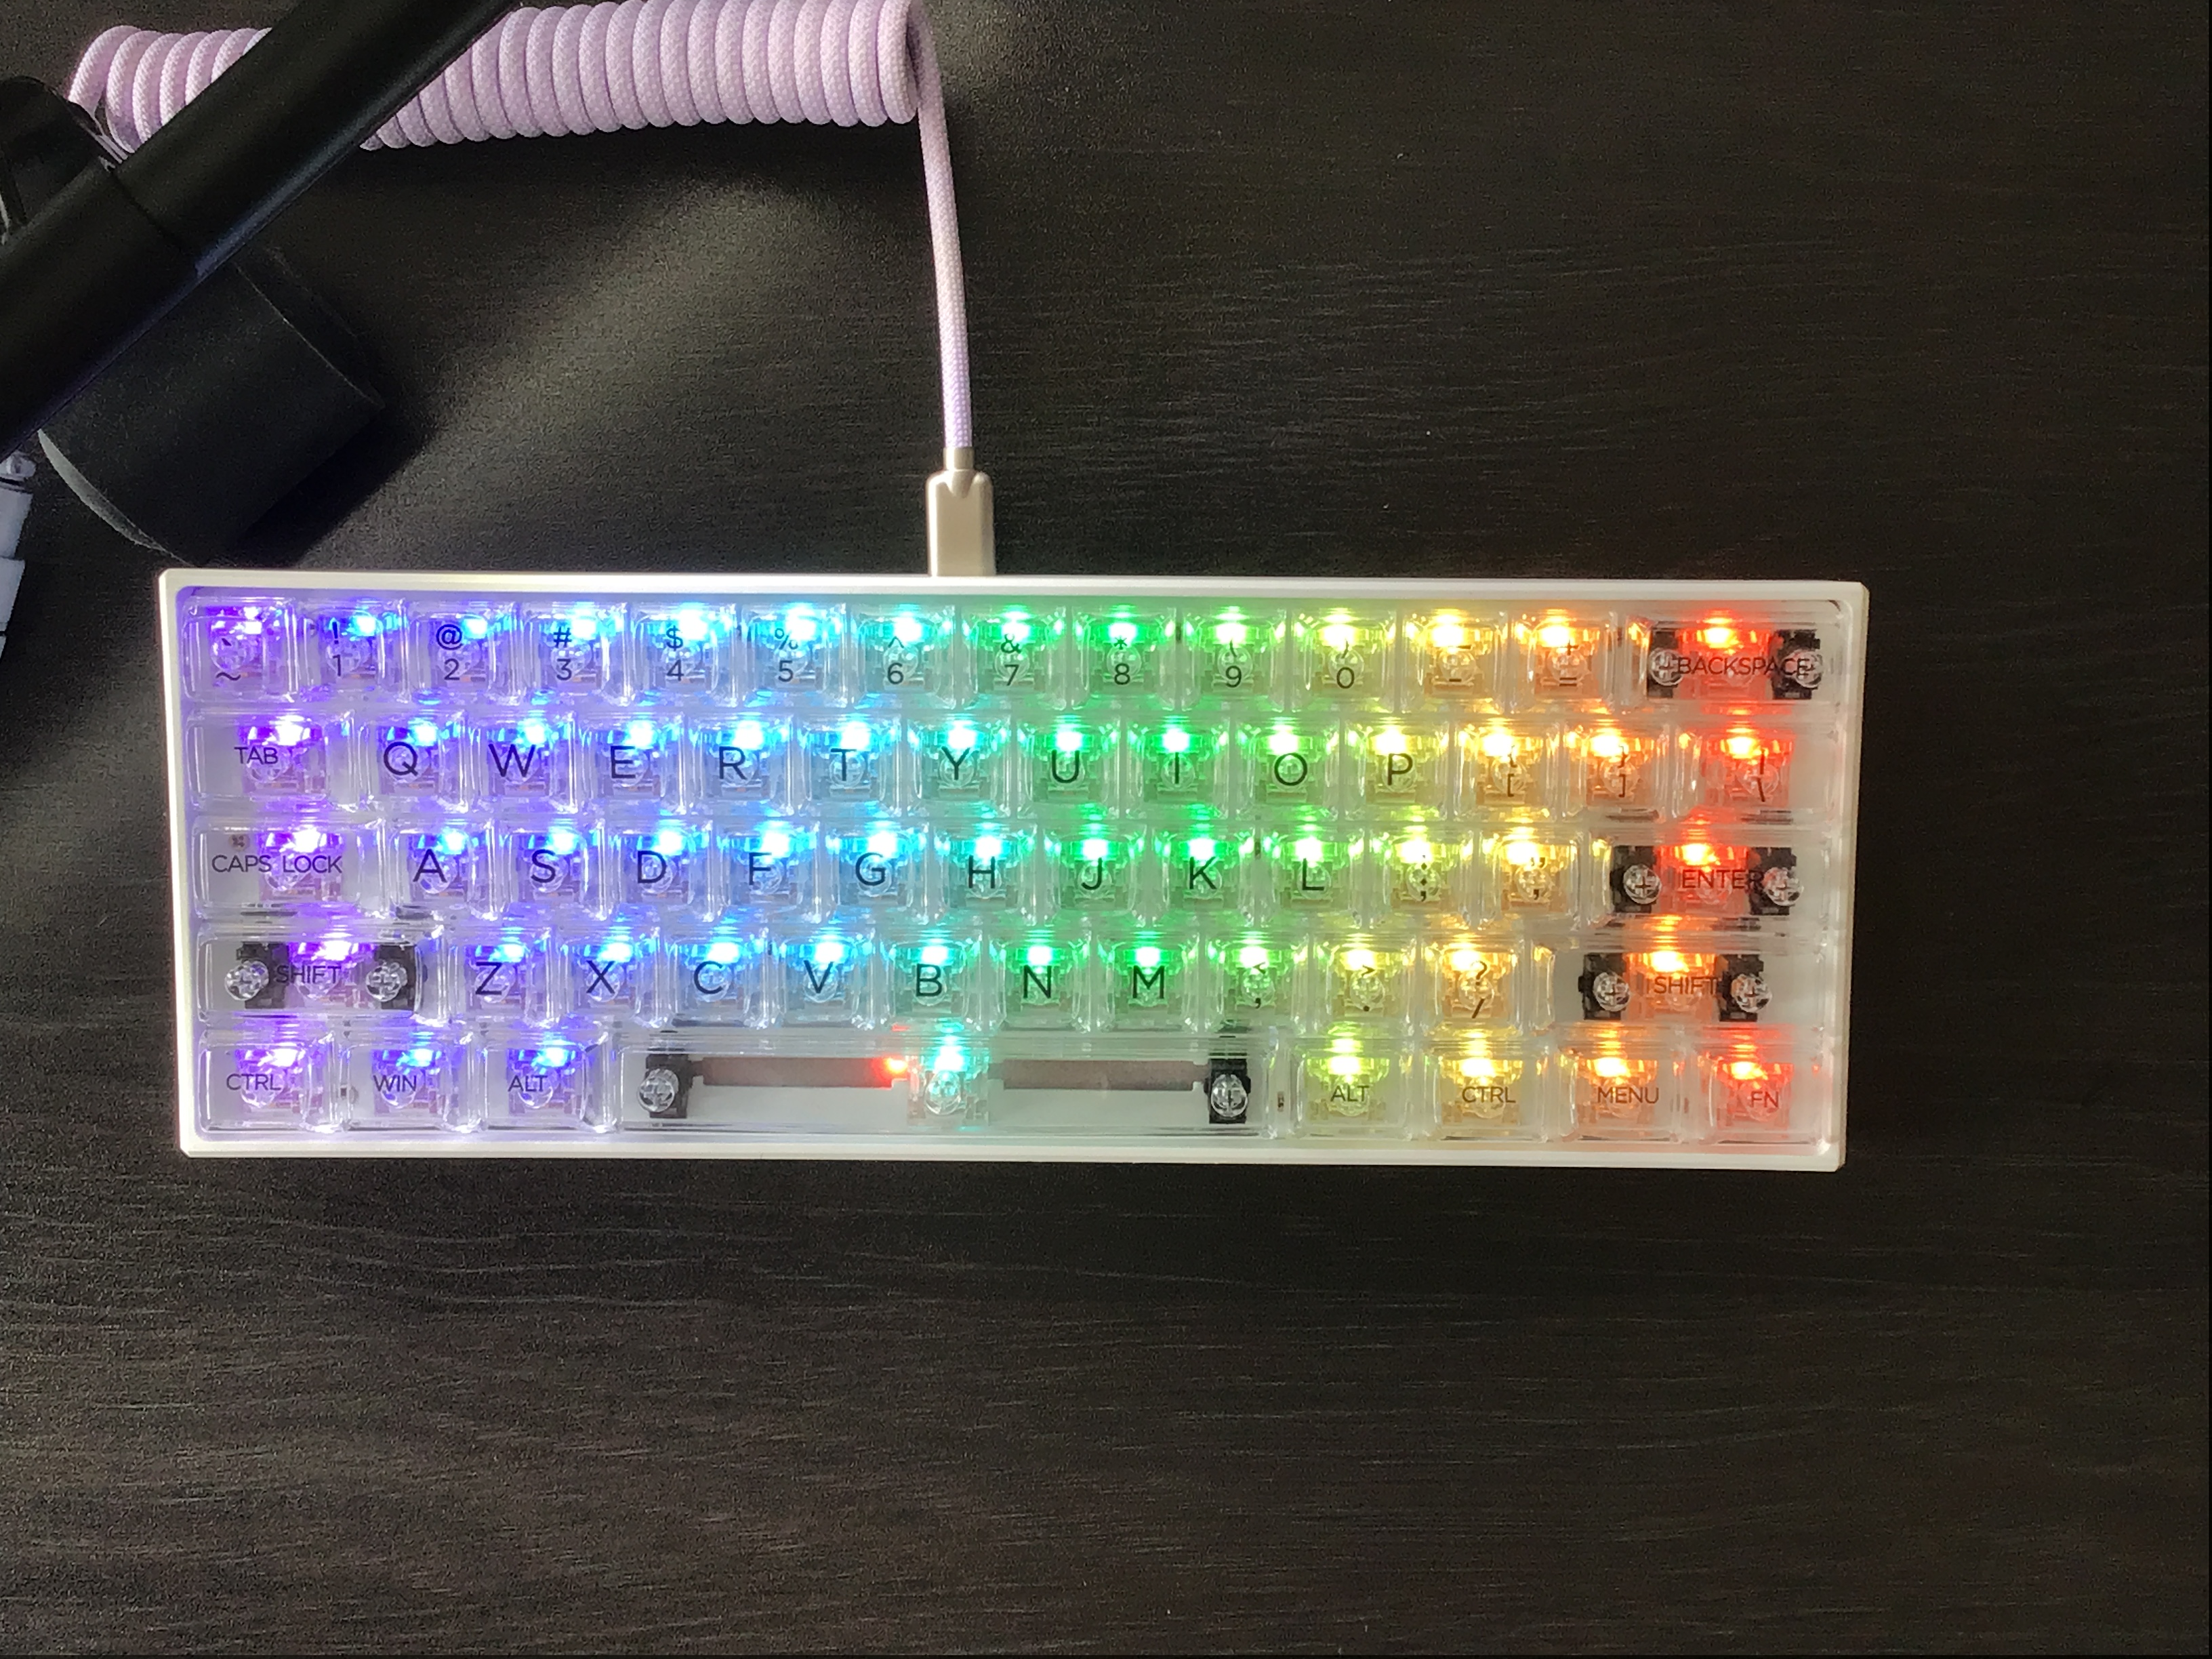 ` ! @ # $ % ^ & * ( ) _ +
~ 1 2 3 4 5 6 7 8 9 0 - = BACKSPACE
TAB Q W E R T Y U I O P { } |
[ ] \
CAPS LOCK A S D F G H J K L : " ENTER
; '
SHIFT Z X C V B N M < > ? SHIFT
, . /
CTRL WIN ALT ALT CTRL MENU FN